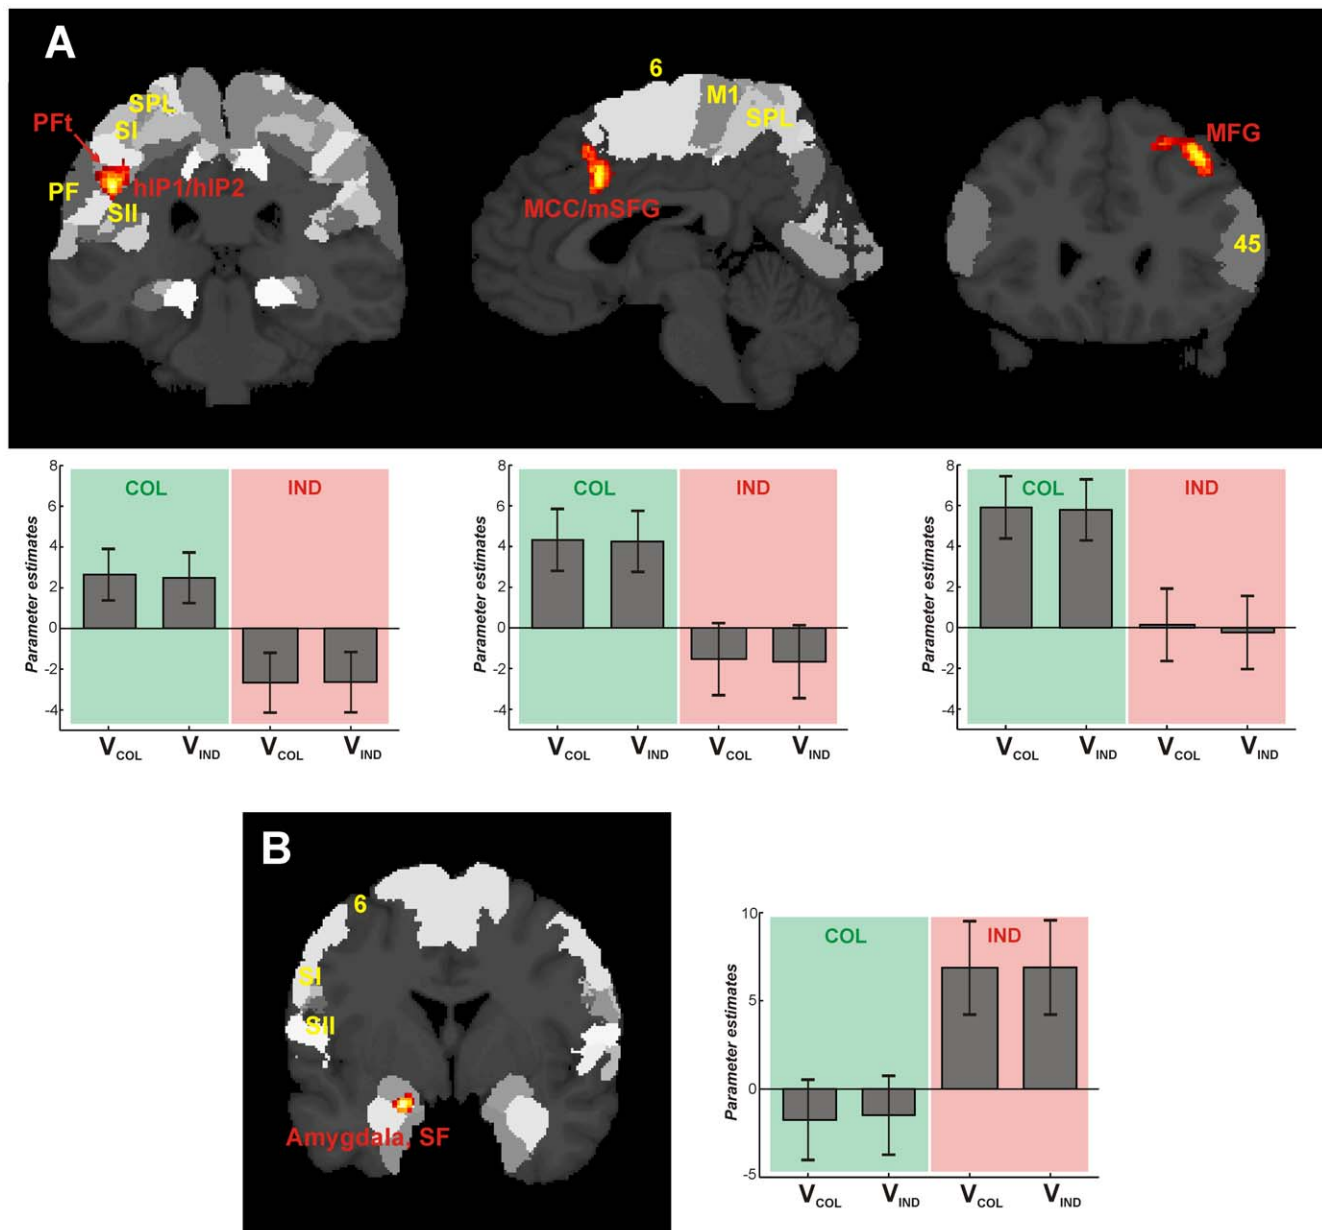 A
SPL
PFt
SI
PF
hIP1/hIP2
SII
6
M1
SPL
MCC/mSFG
MFG
45
8
6
4
2
0
-2
-4
Parameter estimates
COL
IND
VCOL VIND VCOL VIND
8
6
4
2
0
-2
-4
Parameter estimates
COL
IND
VCOL VIND VCOL VIND
8
6
4
2
0
-2
-4
Parameter estimates
COL
IND
VCOL VIND VCOL VIND
B
6
SI
SII
Amygdala, SF
10
5
0
-5
Parameter estimates
COL
IND
VCOL VIND VCOL VIND